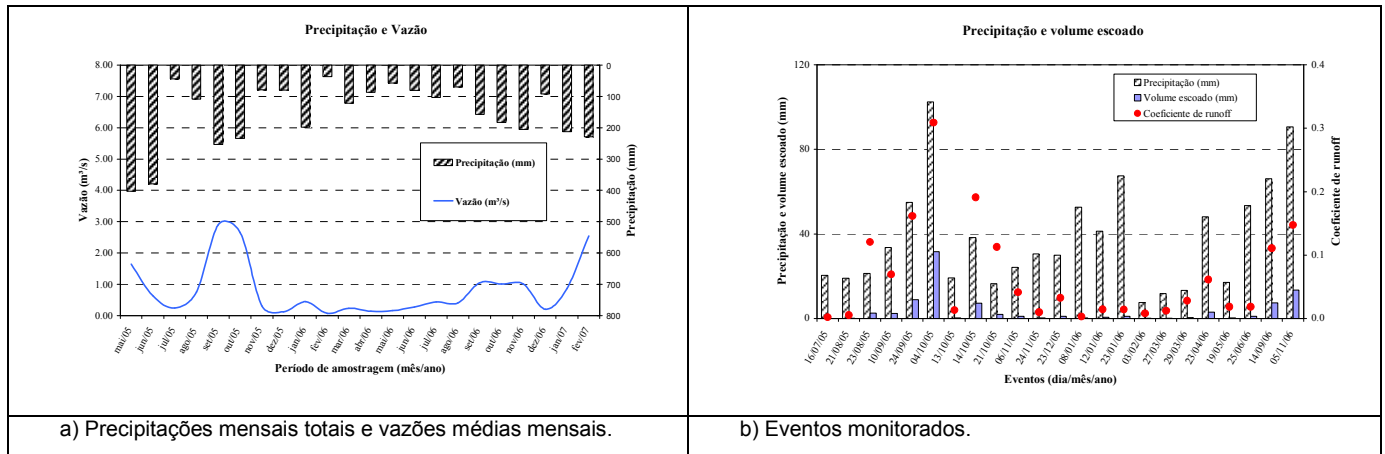 Precipitação e Vazão
8.00
7.00
6.00
5.00
4.00
3.00
2.00
1.00
0.00
Vazão (m³/s)
0
100
200
300
400
500
600
700
800
Precipitação (mm)
Precipitação (mm)
Vazão (m³/s)
mai/05
jun/05
jul/05
ago/05
set/05
out/05
nov/05
dez/05
jan/06
fev/06
mar/06
abr/06
mai/06
jun/06
jul/06
ago/06
set/06
out/06
nov/06
dez/06
jan/07
fev/07
Período de amostragem (mês/ano)
Precipitação e volume escoado
120
80
40
0
Precipitação e volume escoado (mm)
0.4
0.3
0.2
0.1
0.0
Coeficiente de runoff
Precipitação (mm)
Volume escoado (mm)
Coeficiente de runoff
16/07/05
21/08/05
23/08/05
10/09/05
24/09/05
04/10/05
13/10/05
14/10/05
21/10/05
06/11/05
24/11/05
23/12/05
08/01/06
12/01/06
23/01/06
03/02/06
27/03/06
29/03/06
23/04/06
19/05/06
25/06/06
14/09/06
05/11/06
Eventos (dia/mês/ano)
a) Precipitações mensais totais e vazões médias mensais.
b) Eventos monitorados.